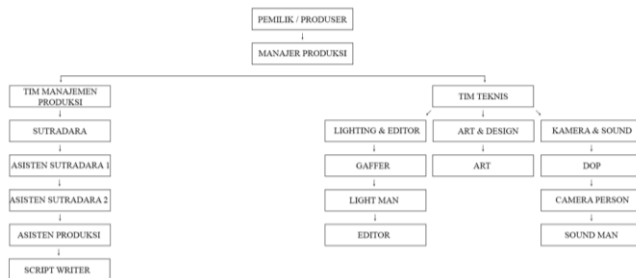 PEMILIK / PRODUSER
MANAJER PRODUKSI
TIM MANAJEMEN
PRODUKSI
TIM TEKNIS
SUTRADARA
LIGHTING & EDITOR
ART & DESIGN
KAMERA & SOUND
ASISTEN SUTRADARA 1
GAFFER
ART
DOP
ASISTEN SUTRADARA 2
LIGHT MAN
CAMERA PERSON
ASISTEN PRODUKSI
EDITOR
SOUND MAN
SCRIPT WRITER